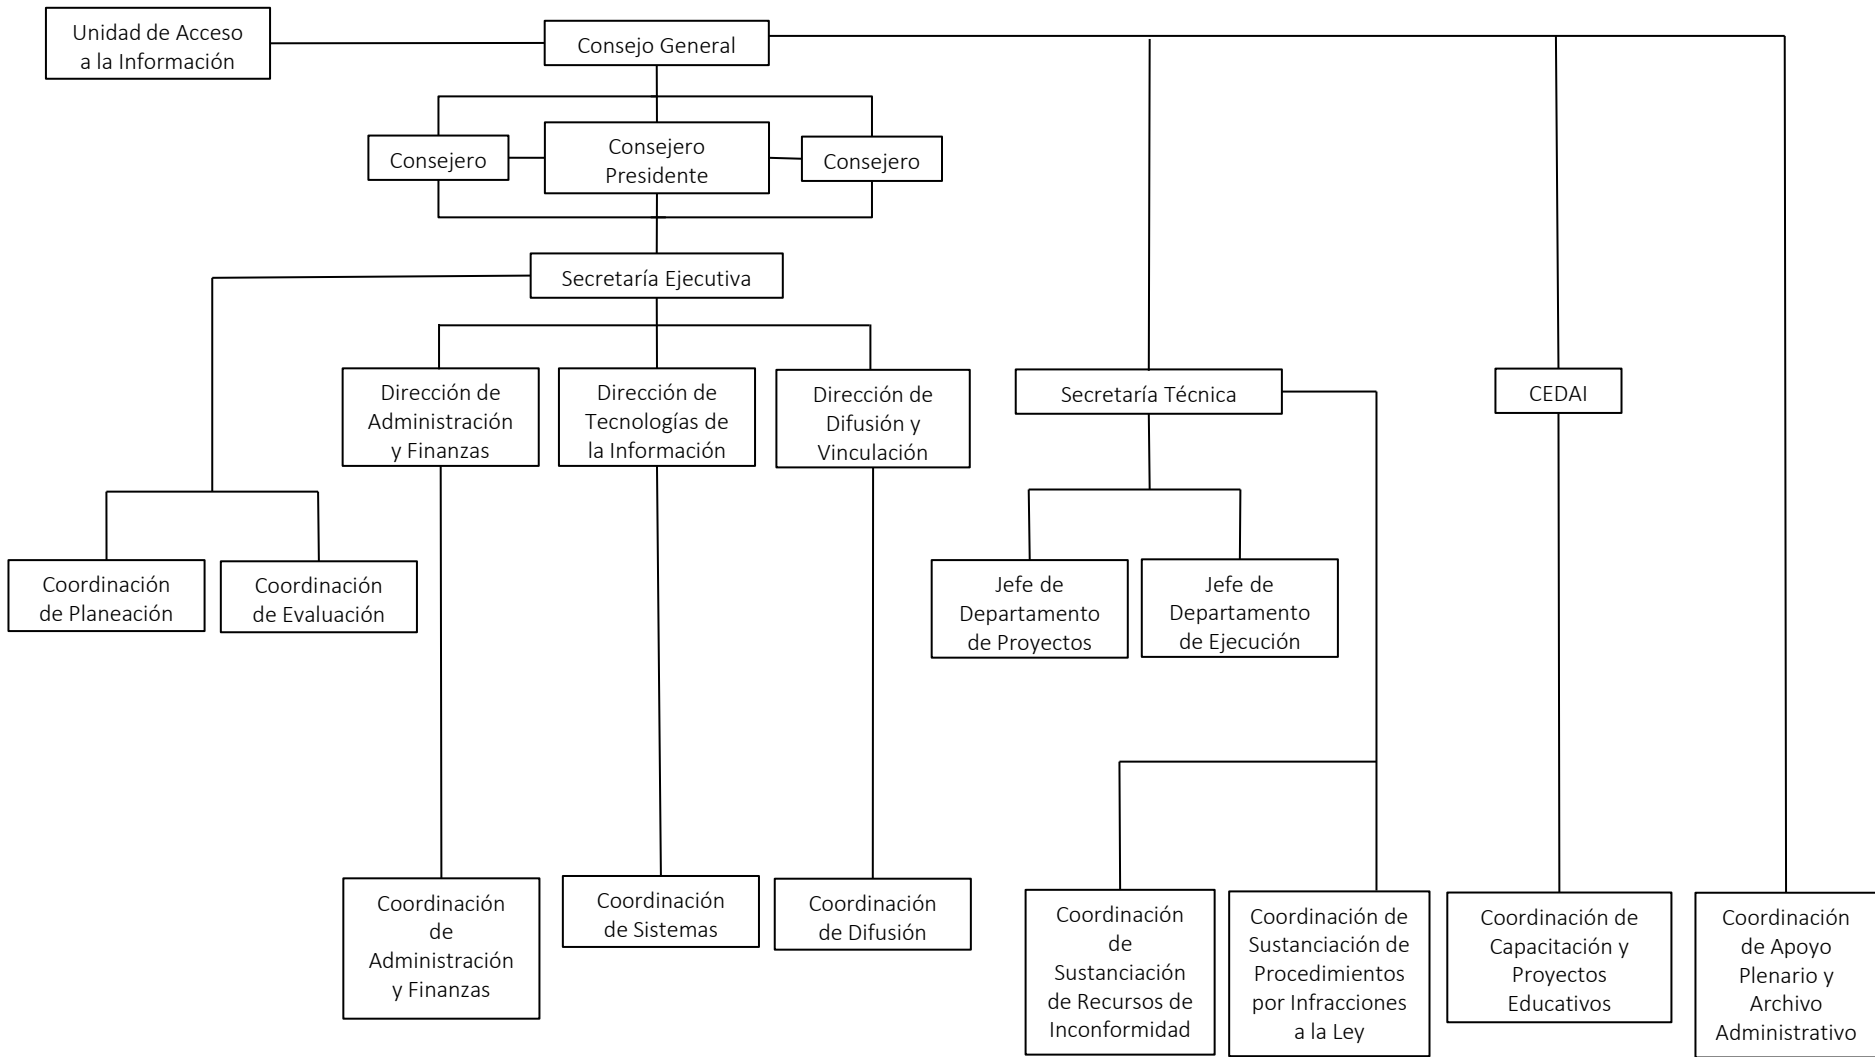 Unidad de Acceso
a la Información
Consejo General
Consejero
Consejero
Presidente
Consejero
Secretaría Ejecutiva
Dirección de
Administración
y Finanzas
Dirección de
Tecnologías de
la Información
Dirección de
Difusión y
Vinculación
Secretaría Técnica
CEDAI
Coordinación
de Planeación
Coordinación
de Evaluación
Jefe de
Departamento
de Proyectos
Jefe de
Departamento
de Ejecución
Coordinación
de
Administración
y Finanzas
Coordinación
de Sistemas
Coordinación
de Difusión
Coordinación
de
Sustanciación
de Recursos de
Inconformidad
Coordinación de
Sustanciación de
Procedimientos
por Infracciones
a la Ley
Coordinación de
Capacitación y
Proyectos
Educativos
Coordinación
de Apoyo
Plenario y
Archivo
Administrativo